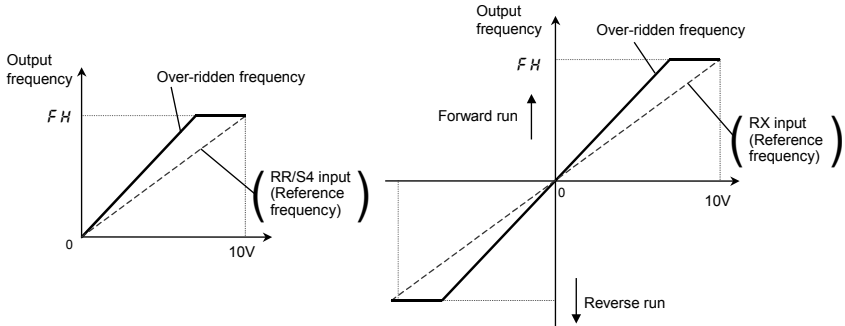 Output
frequency
Over-ridden frequency
FH
RR/S4 input
(Reference
frequency)
0
10V
Output
frequency
Over-ridden frequency
FH
Forward run
RX input
(Reference
frequency)
0
10V
Reverse run